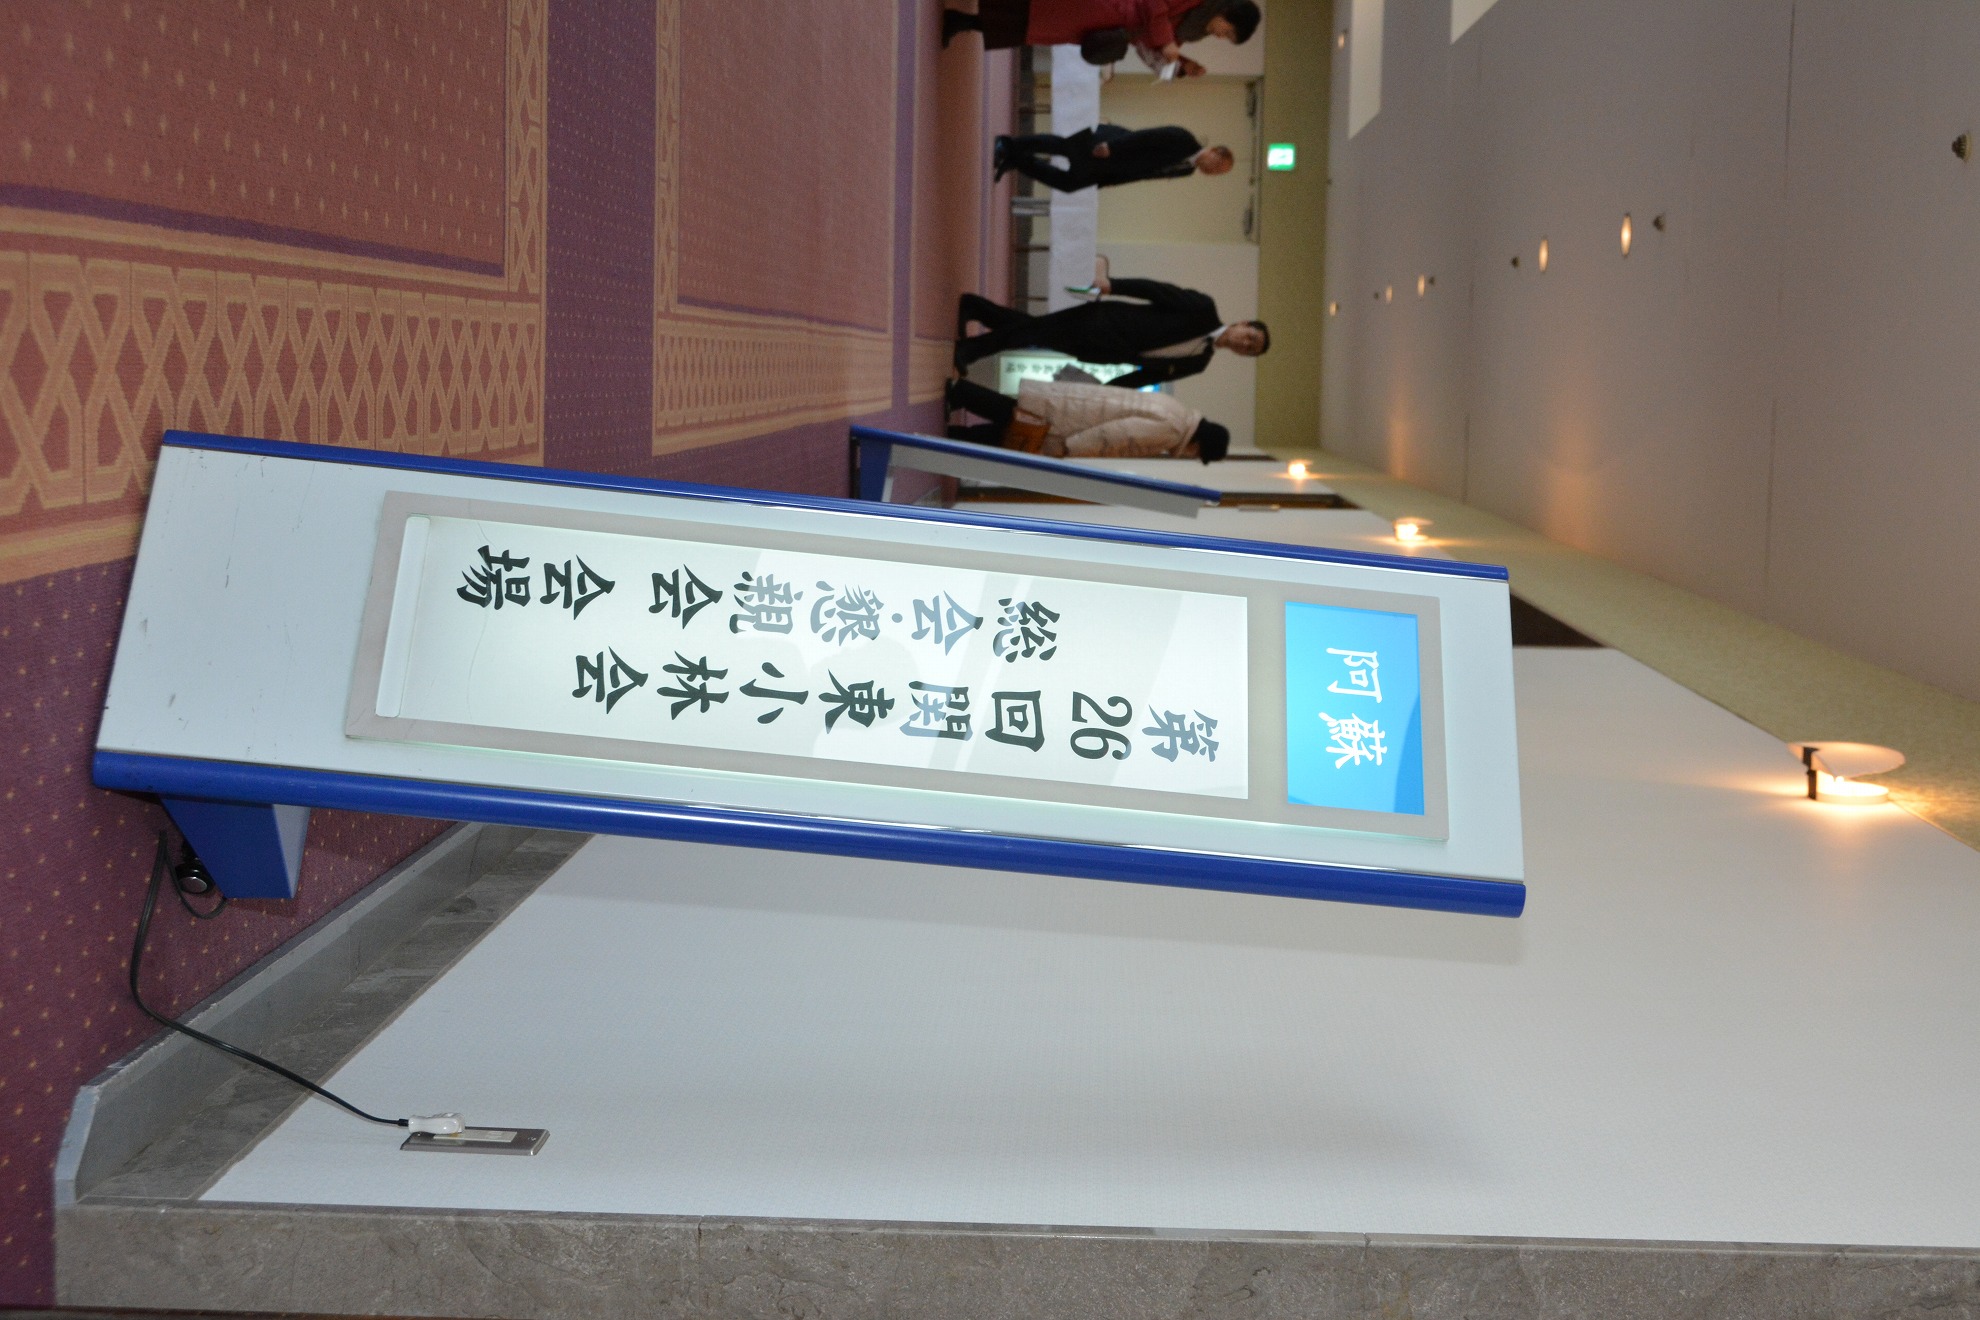 阿蘇
第26回関東小林会
総会・懇親会会場